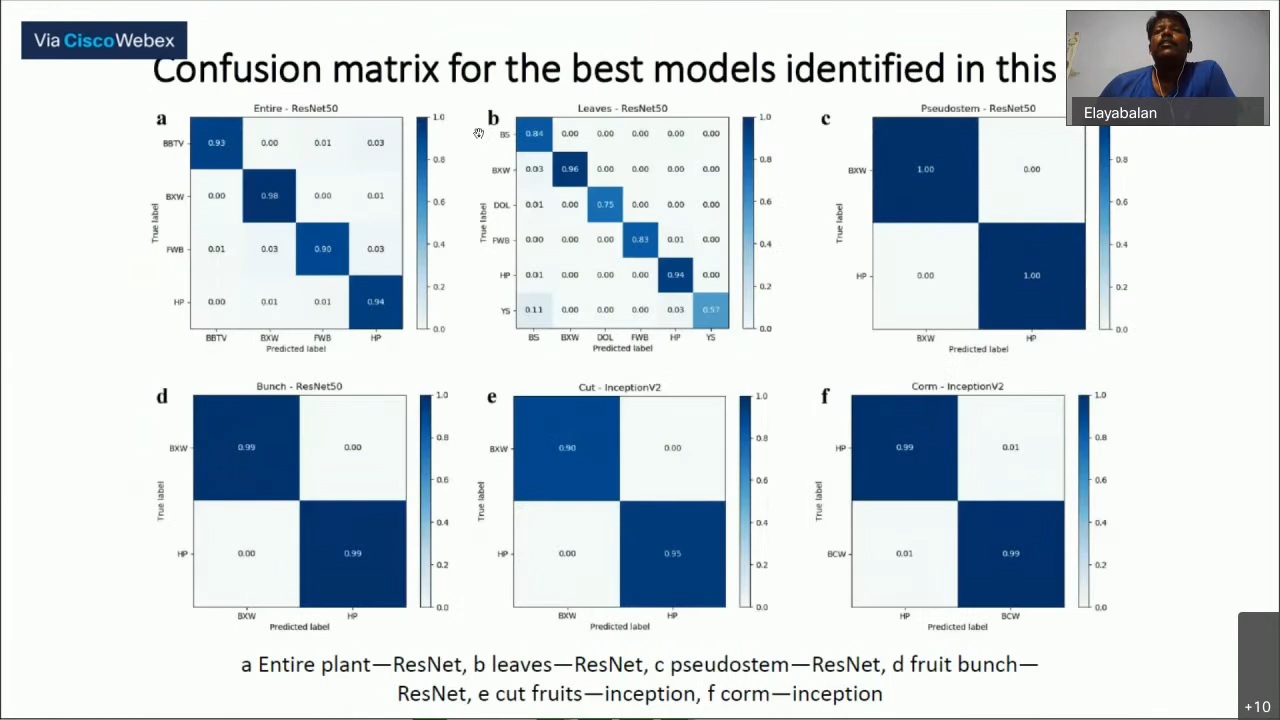 Via CiscoWebex
Confusion matrix for the best models identified in this
Elayabalan
a
Entire - ResNet50
BBTV 0.93 0.00 0.01 0.03
BXW 0.00 0.98 0.00 0.01
FWB 0.01 0.03 0.90 0.03
HP 0.00 0.01 0.01 0.94
BBTV BXW FWB HP
True label
Predicted label
1.0
0.8
0.6
0.4
0.2
0.0
b
Leaves - ResNet50
BS 0.84 0.00 0.00 0.00 0.00 0.00
BXW 0.03 0.96 0.00 0.00 0.00 0.00
DOL 0.01 0.00 0.75 0.00 0.00 0.00
FWB 0.00 0.00 0.00 0.83 0.01 0.00
HP 0.01 0.00 0.00 0.00 0.94 0.00
YS 0.11 0.00 0.00 0.00 0.03 0.57
BS BXW DOL FWB HP YS
True label
Predicted label
1.0
0.8
0.6
0.4
0.2
0.0
c
Pseudostem - ResNet50
BXW 1.00 0.00
HP 0.00 1.00
BXW HP
True label
Predicted label
0.8
0.6
0.4
0.2
0.0
d
Bunch - ResNet50
BXW 0.99 0.00
HP 0.00 0.99
BXW HP
True label
Predicted label
1.0
0.8
0.6
0.4
0.2
0.0
e
Cut - InceptionV2
BXW 0.90 0.00
HP 0.00 0.95
BXW HP
True label
Predicted label
1.0
0.8
0.6
0.4
0.2
0.0
f
Corm - InceptionV2
HP 0.99 0.01
BCW 0.01 0.99
HP BCW
True label
Predicted label
1.0
0.8
0.6
0.4
0.2
0.0
a Entire plant—ResNet, b leaves—ResNet, c pseudostem—ResNet, d fruit bunch—
ResNet, e cut fruits—inception, f corm—inception
+10